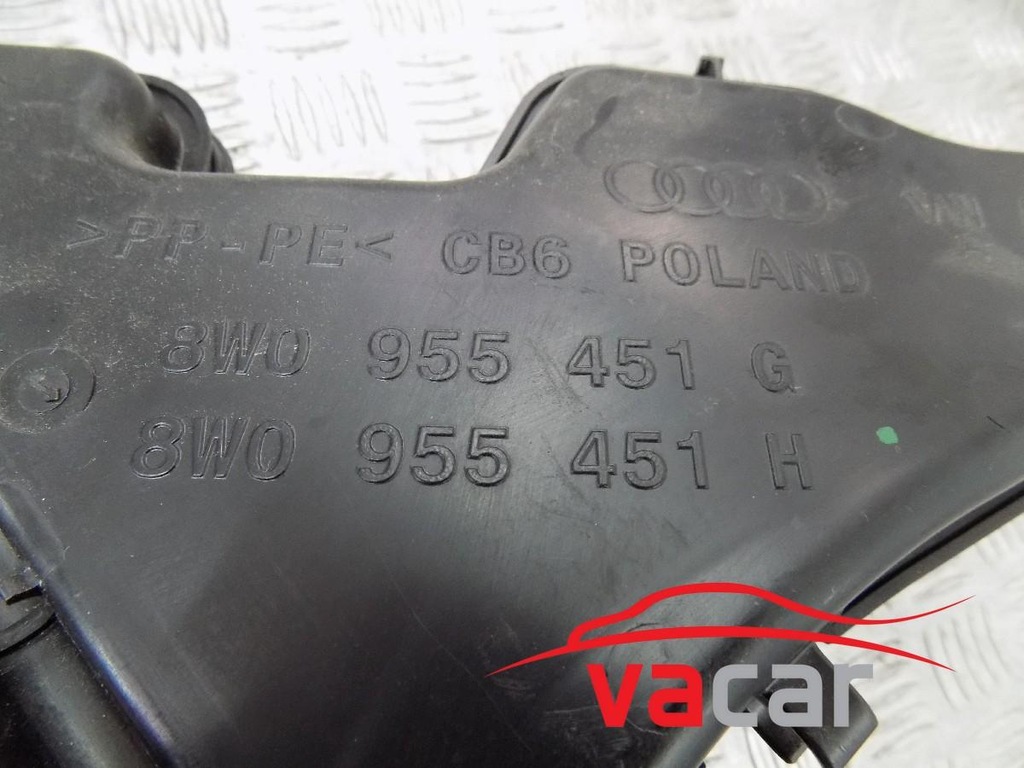 >PP-PE< CB6 POLAND
8W0 955 451 G
8W0 955 451 H
vacar